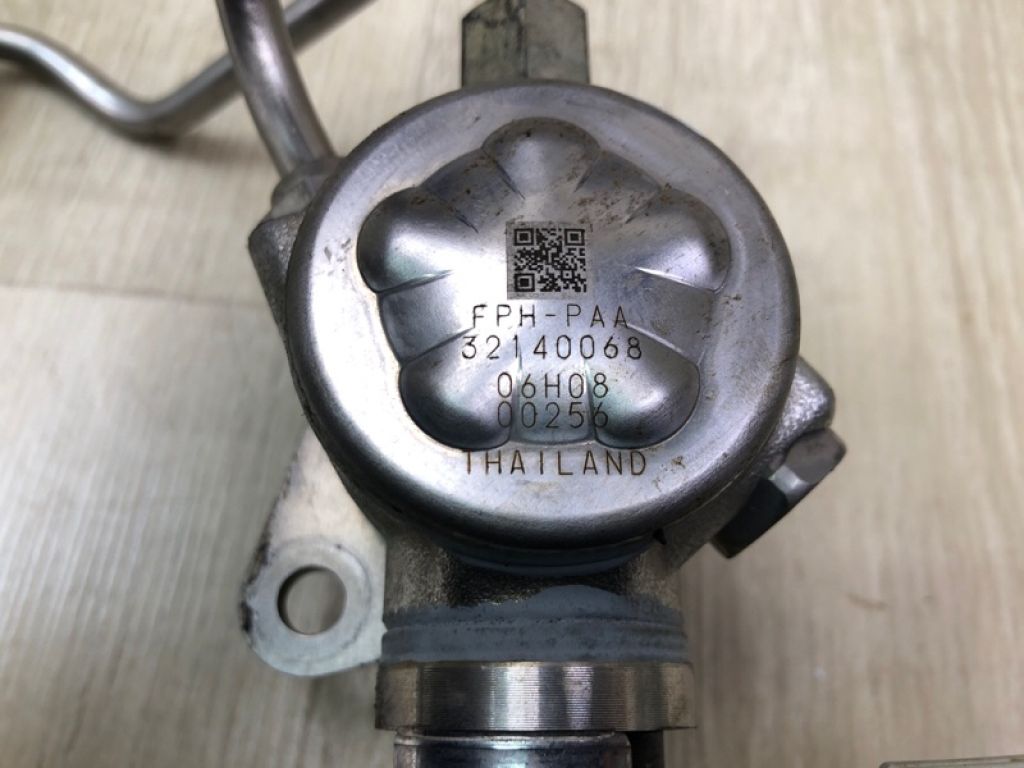 FPH-PAA
32140068
06H08
00256
THAILAND